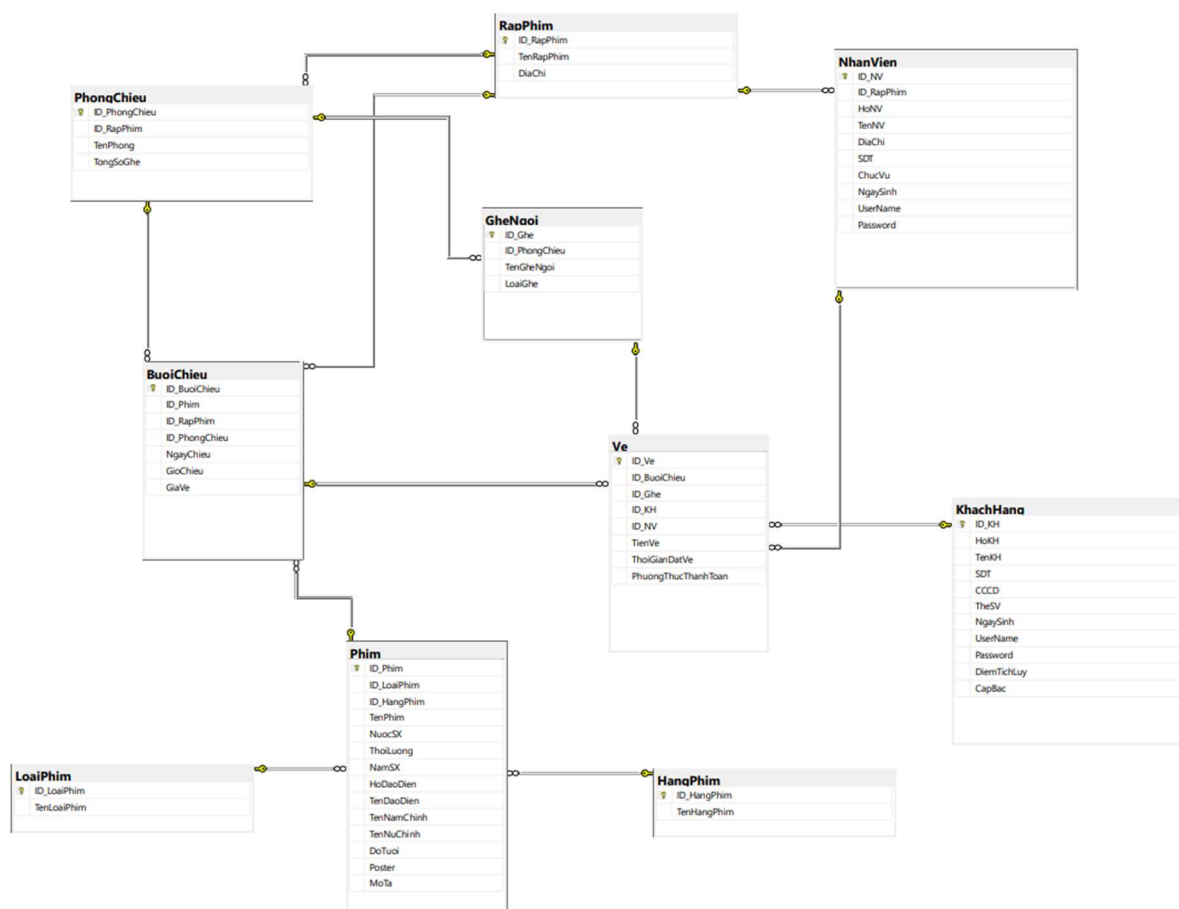 RapPhim
ID_RapPhim
TenRapPhim
DiaChi
NhanVien
ID_NV
ID_RapPhim
HoNV
TenNV
DiaChi
SDT
ChucVu
NgaySinh
UserName
Password
PhongChieu
ID_PhongChieu
ID_RapPhim
TenPhong
TongSoGhe
GheNgoi
ID_Ghe
ID_PhongChieu
TenGheNgoi
LoaiGhe
BuoiChieu
ID_BuoiChieu
ID_Phim
ID_RapPhim
ID_PhongChieu
NgayChieu
GioChieu
GiaVe
Ve
ID_Ve
ID_BuoiChieu
ID_Ghe
ID_KH
ID_NV
TienVe
ThoiGianDatVe
PhuongThucThanhToan
KhachHang
ID_KH
HoKH
TenKH
SDT
CCCD
TheSV
NgaySinh
UserName
Password
DiemTichLuy
CapBac
Phim
ID_Phim
ID_LoaiPhim
ID_HangPhim
TenPhim
NuocSX
ThoiLuong
NamSX
HoDaoDien
TenDaoDien
TenNamChinh
TenNuChinh
DoTuoi
Poster
MoTa
LoaiPhim
ID_LoaiPhim
TenLoaiPhim
HangPhim
ID_HangPhim
TenHangPhim